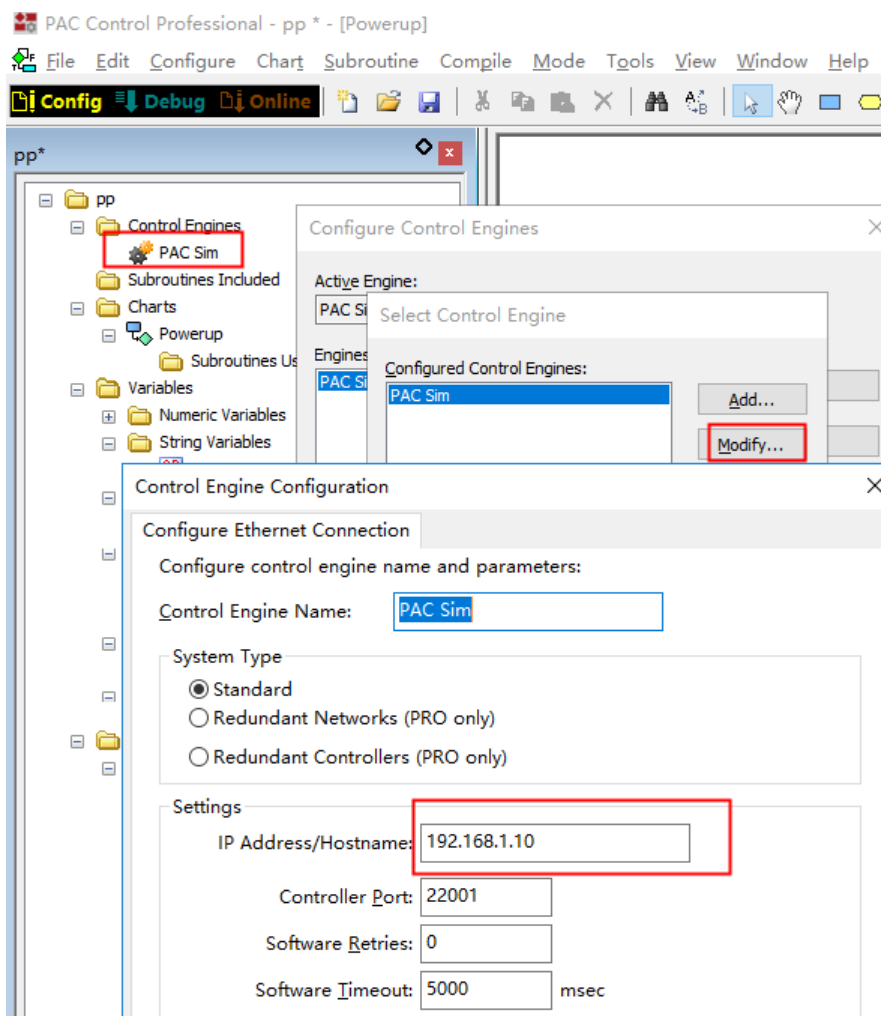 PAC Control Professional - pp * - [Powerup]
File Edit Configure Chart Subroutine Compile Mode Tools View Window Help
Config Debug Online
pp*
pp
Control Engines
PAC Sim
Subroutines Included
Charts
Powerup
Subroutines Us
Variables
Numeric Variables
String Variables
Configure Control Engines
Active Engine:
PAC Si
Engines
PAC Si
Select Control Engine
Configured Control Engines:
PAC Sim
Add...
Modify...
Control Engine Configuration
Configure Ethernet Connection
Configure control engine name and parameters:
Control Engine Name: PAC Sim
System Type
Standard
Redundant Networks (PRO only)
Redundant Controllers (PRO only)
Settings
IP Address/Hostname: 192.168.1.10
Controller Port: 22001
Software Retries: 0
Software Timeout: 5000 msec